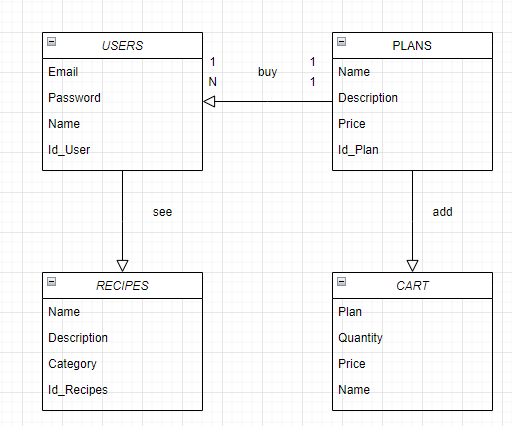 USERS
Email
Password
Name
Id_User
1
N
buy
1
1
PLANS
Name
Description
Price
Id_Plan
see
add
RECIPES
Name
Description
Category
Id_Recipes
CART
Plan
Quantity
Price
Name